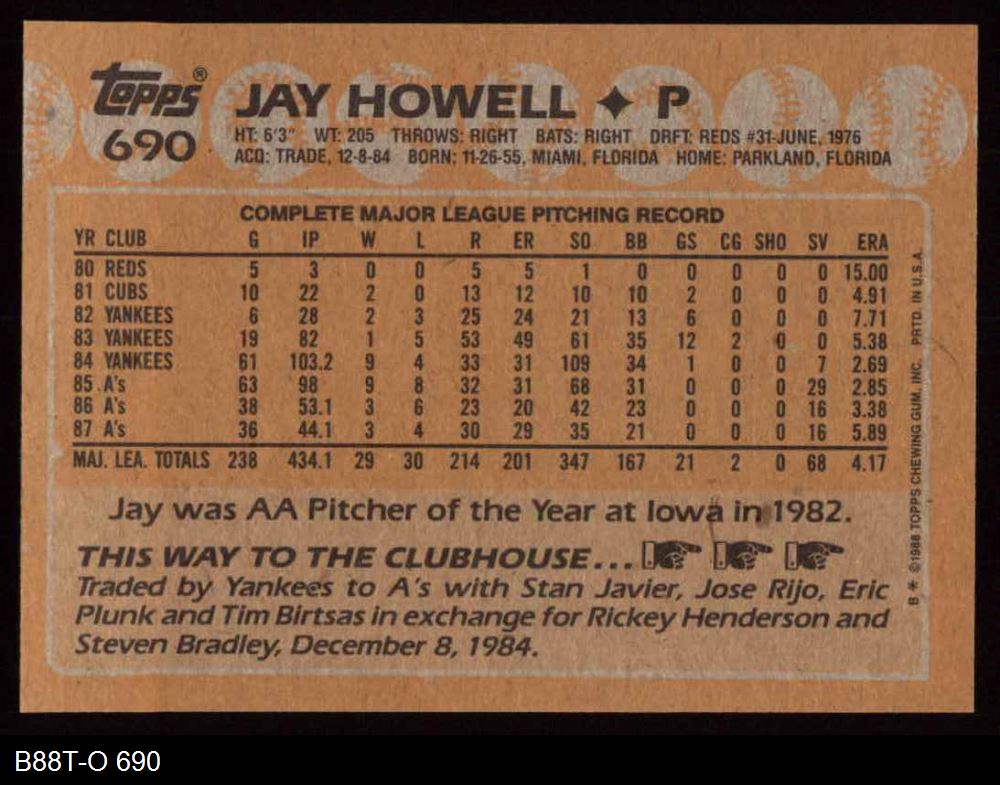 topps®
690
JAY HOWELL ✦ P
HT: 6'3" WT: 205 THROWS: RIGHT BATS: RIGHT DRFT: REDS #31-JUNE, 1976
ACQ: TRADE, 12-8-84 BORN: 11-26-55, MIAMI, FLORIDA HOME: PARKLAND, FLORIDA
COMPLETE MAJOR LEAGUE PITCHING RECORD
YR CLUB G IP W L R ER SO BB GS CG SHO SV ERA
80 REDS 5 3 0 0 5 5 1 0 0 0 0 0 15.00
81 CUBS 10 22 2 0 13 12 10 10 2 0 0 0 4.91
82 YANKEES 6 28 2 3 25 24 21 13 6 0 0 0 7.71
83 YANKEES 19 82 1 5 53 49 61 35 12 2 0 0 5.38
84 YANKEES 61 103.2 9 4 33 31 109 34 1 0 0 7 2.69
85 A's 63 98 9 8 32 31 68 31 0 0 0 29 2.85
86 A's 38 53.1 3 6 23 20 42 23 0 0 0 16 3.38
87 A's 36 44.1 3 4 30 29 35 21 0 0 0 16 5.89
MAJ. LEA. TOTALS 238 434.1 29 30 214 201 347 167 21 2 0 68 4.17
Jay was AA Pitcher of the Year at Iowa in 1982.
THIS WAY TO THE CLUBHOUSE...
Traded by Yankees to A's with Stan Javier, Jose Rijo, Eric
Plunk and Tim Birtsas in exchange for Rickey Henderson and
Steven Bradley, December 8, 1984.
B * ©1988 TOPPS CHEWING GUM, INC. PRTD. IN U.S.A.
B88T-O 690